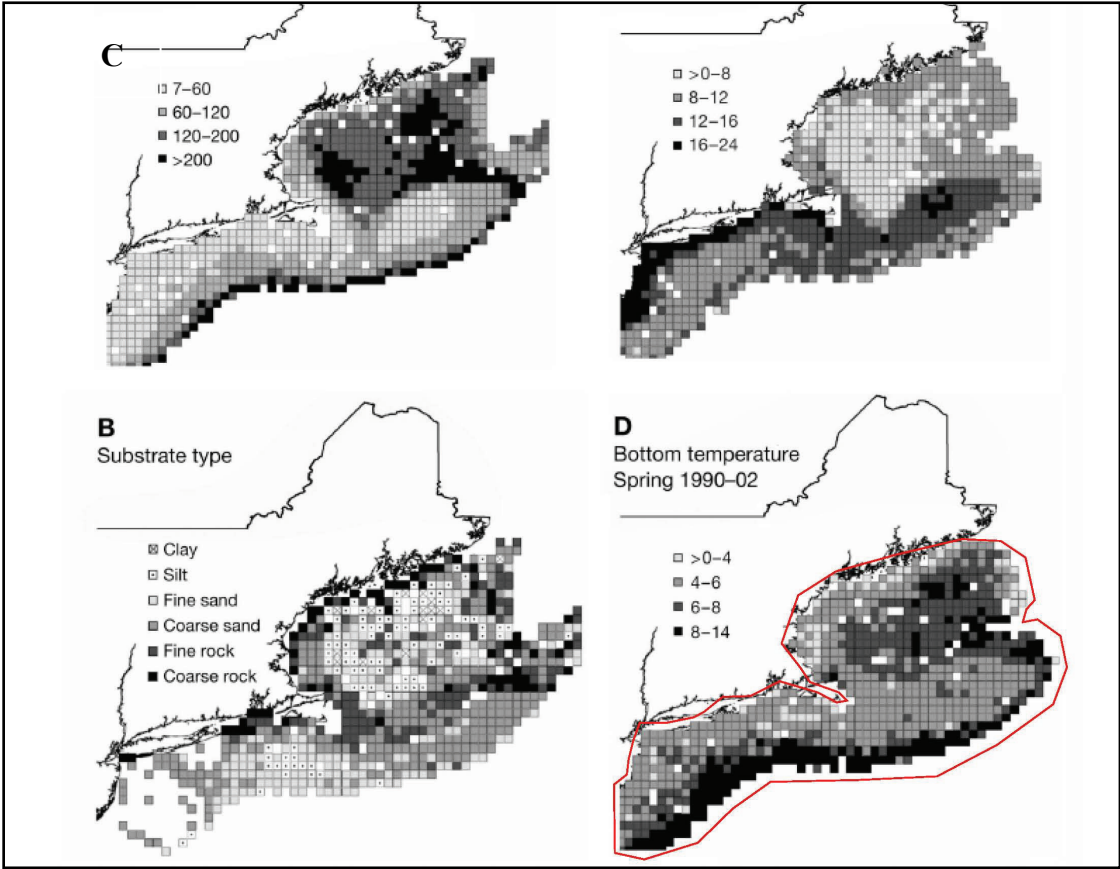 C
7–60
60–120
120–200
>200
>0–8
8–12
12–16
16–24
B
Substrate type
Clay
Silt
Fine sand
Coarse sand
Fine rock
Coarse rock
D
Bottom temperature
Spring 1990–02
>0–4
4–6
6–8
8–14